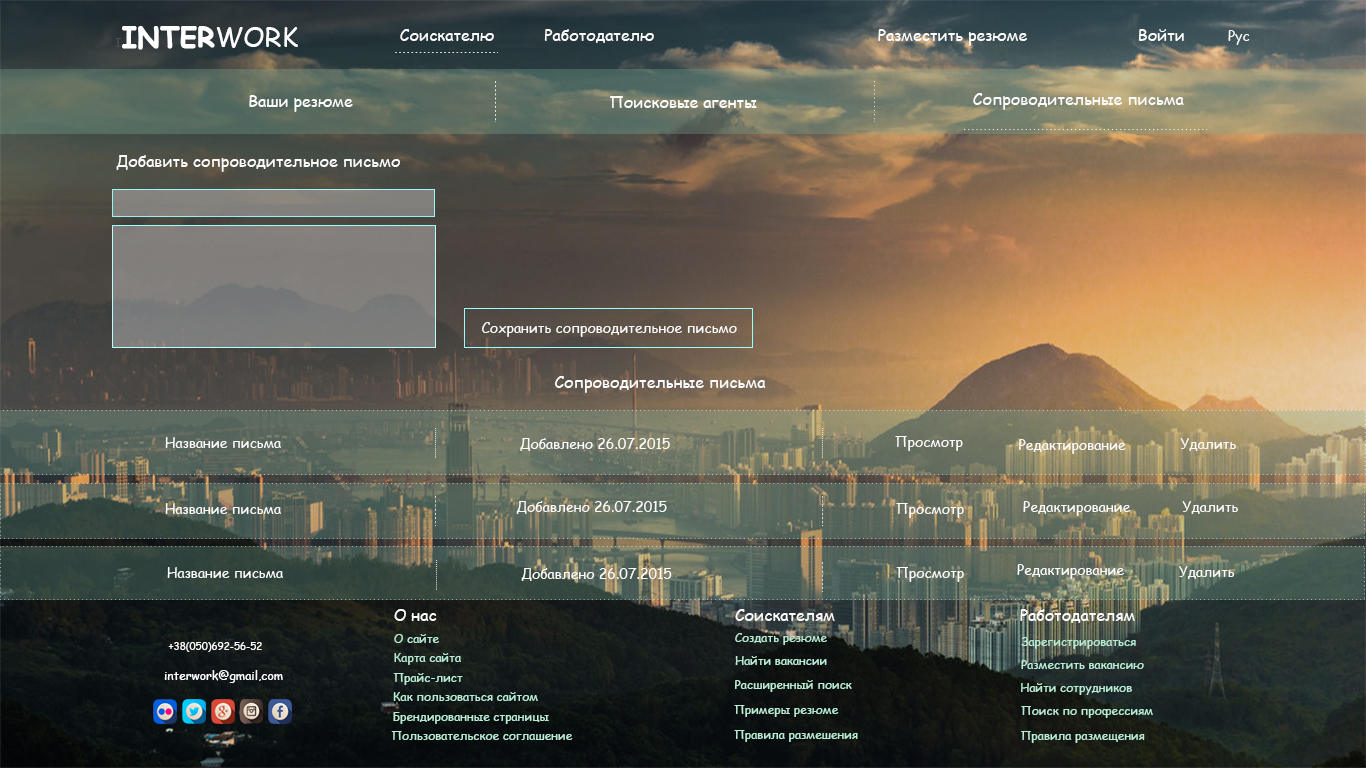 INTERWORK Соискателю Работодателю Разместить резюме Войти Рус
Ваши резюме Поисковые агенты Сопроводительные письма
Добавить сопроводительное письмо
Сохранить сопроводительное письмо
Сопроводительные письма
Название письма Добавлено 26.07.2015 Просмотр Редактирование Удалить
Название письма Добавлено 26.07.2015 Просмотр Редактирование Удалить
Название письма Добавлено 26.07.2015 Просмотр Редактирование Удалить
+38(050)692-56-52
interwork@gmail,com
О нас
О сайте
Карта сайта
Прайс-лист
Как пользоваться сайтом
Брендированные страницы
Пользовательское соглашение
Соискателям
Создать резюме
Найти вакансии
Расширенный поиск
Примеры резюме
Правила размешения
Работодателям
Зарегистрироваться
Разместить вакансию
Найти сотрудников
Поиск по профессиям
Правила размещения